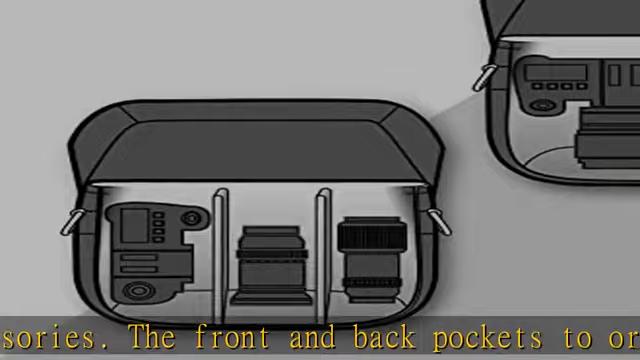 sories. The front and back pockets to or